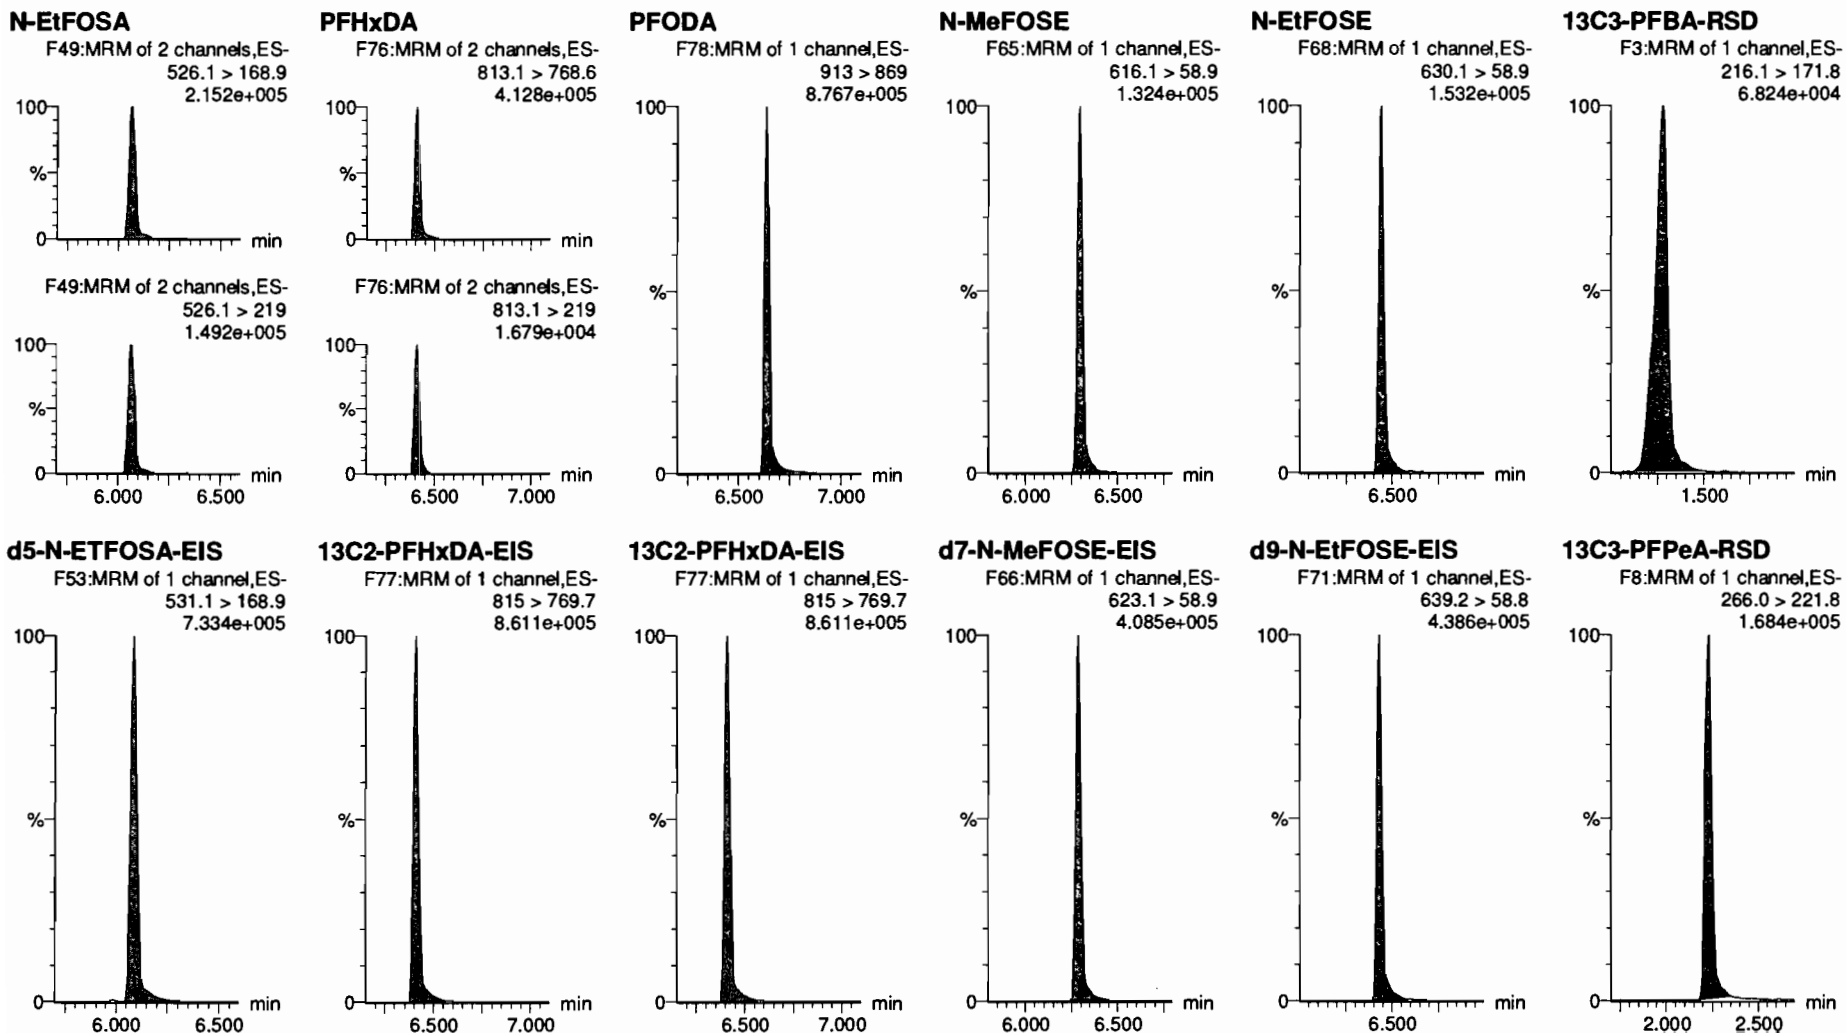 N-EtFOSA
F49:MRM of 2 channels,ES-
526.1 > 168.9
2.152e+005
100
%
0
min
F49:MRM of 2 channels,ES-
526.1 > 219
1.492e+005
100
%
0
min
6.000 6.500
PFHxDA
F76:MRM of 2 channels,ES-
813.1 > 768.6
4.128e+005
100
%
0
min
F76:MRM of 2 channels,ES-
813.1 > 219
1.679e+004
100
%
0
min
6.500 7.000
PFODA
F78:MRM of 1 channel,ES-
913 > 869
8.767e+005
100
%
0
min
6.500 7.000
N-MeFOSE
F65:MRM of 1 channel,ES-
616.1 > 58.9
1.324e+005
100
%
0
min
6.000 6.500
N-EtFOSE
F68:MRM of 1 channel,ES-
630.1 > 58.9
1.532e+005
100
%
0
min
6.500
13C3-PFBA-RSD
F3:MRM of 1 channel,ES-
216.1 > 171.8
6.824e+004
100
%
0
min
1.500
d5-N-ETFOSA-EIS
F53:MRM of 1 channel,ES-
531.1 > 168.9
7.334e+005
100
%
0
min
6.000 6.500
13C2-PFHxDA-EIS
F77:MRM of 1 channel,ES-
815 > 769.7
8.611e+005
100
%
0
min
6.500 7.000
13C2-PFHxDA-EIS
F77:MRM of 1 channel,ES-
815 > 769.7
8.611e+005
100
%
0
min
6.500 7.000
d7-N-MeFOSE-EIS
F66:MRM of 1 channel,ES-
623.1 > 58.9
4.085e+005
100
%
0
min
6.000 6.500
d9-N-EtFOSE-EIS
F71:MRM of 1 channel,ES-
639.2 > 58.8
4.386e+005
100
%
0
min
6.500
13C3-PFPeA-RSD
F8:MRM of 1 channel,ES-
266.0 > 221.8
1.684e+005
100
%
0
min
2.000 2.500